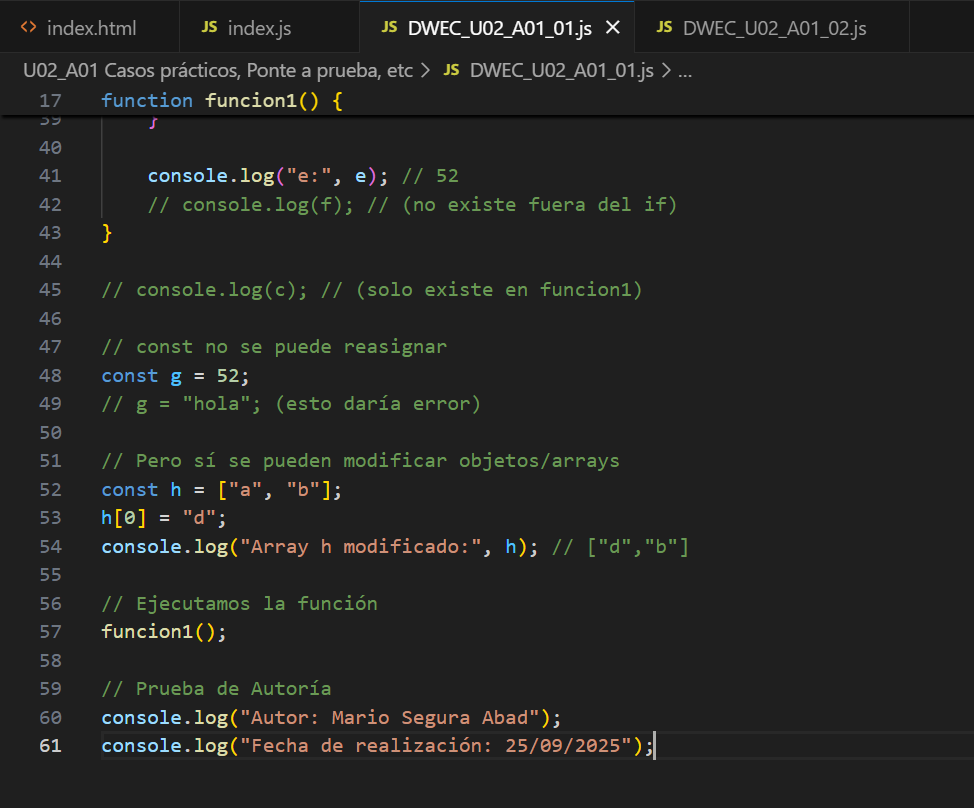 <> index.html JS index.js JS DWEC_U02_A01_01.js × JS DWEC_U02_A01_02.js
U02_A01 Casos prácticos, Ponte a prueba, etc > JS DWEC_U02_A01_01.js > ...
17 function funcion1() {
39 }
40
41 console.log("e:", e); // 52
42 // console.log(f); // (no existe fuera del if)
43 }
44
45 // console.log(c); // (solo existe en funcion1)
46
47 // const no se puede reasignar
48 const g = 52;
49 // g = "hola"; (esto daría error)
50
51 // Pero sí se pueden modificar objetos/arrays
52 const h = ["a", "b"];
53 h[0] = "d";
54 console.log("Array h modificado:", h); // ["d","b"]
55
56 // Ejecutamos la función
57 funcion1();
58
59 // Prueba de Autoría
60 console.log("Autor: Mario Segura Abad");
61 console.log("Fecha de realización: 25/09/2025");